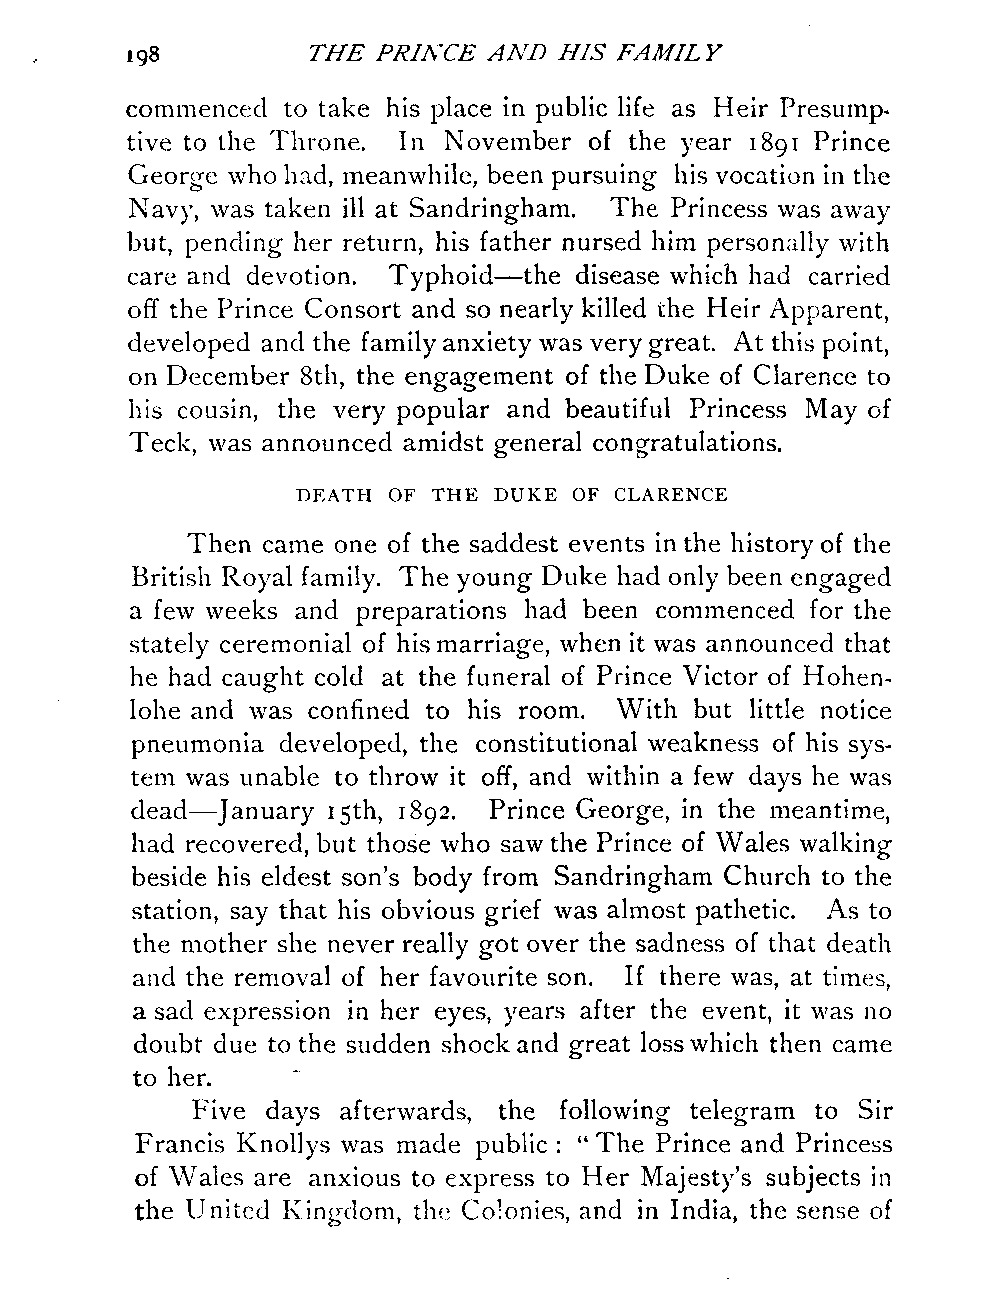 198 THE PRINCE AND HIS FAMILY
commenced to take his place in public life as Heir Presump-
tive to the Throne. In November of the year 1891 Prince
George who had, meanwhile, been pursuing his vocation in the
Navy, was taken ill at Sandringham. The Princess was away
but, pending her return, his father nursed him personally with
care and devotion. Typhoid—the disease which had carried
off the Prince Consort and so nearly killed the Heir Apparent,
developed and the family anxiety was very great. At this point,
on December 8th, the engagement of the Duke of Clarence to
his cousin, the very popular and beautiful Princess May of
Teck, was announced amidst general congratulations.
DEATH OF THE DUKE OF CLARENCE
Then came one of the saddest events in the history of the
British Royal family. The young Duke had only been engaged
a few weeks and preparations had been commenced for the
stately ceremonial of his marriage, when it was announced that
he had caught cold at the funeral of Prince Victor of Hohen-
lohe and was confined to his room. With but little notice
pneumonia developed, the constitutional weakness of his sys-
tem was unable to throw it off, and within a few days he was
dead—January 15th, 1892. Prince George, in the meantime,
had recovered, but those who saw the Prince of Wales walking
beside his eldest son's body from Sandringham Church to the
station, say that his obvious grief was almost pathetic. As to
the mother she never really got over the sadness of that death
and the removal of her favourite son. If there was, at times,
a sad expression in her eyes, years after the event, it was no
doubt due to the sudden shock and great loss which then came
to her.
Five days afterwards, the following telegram to Sir
Francis Knollys was made public : “ The Prince and Princess
of Wales are anxious to express to Her Majesty's subjects in
the United Kingdom, the Colonies, and in India, the sense of